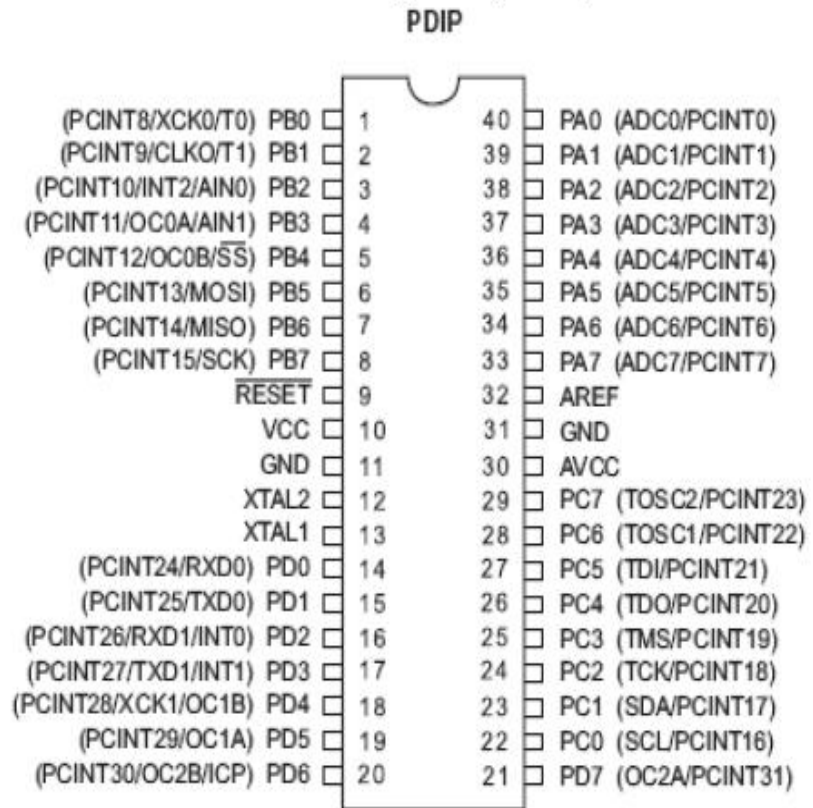 PDIP
(PCINT8/XCK0/T0) PB0 1 40 PA0 (ADC0/PCINT0)
(PCINT9/CLKO/T1) PB1 2 39 PA1 (ADC1/PCINT1)
(PCINT10/INT2/AIN0) PB2 3 38 PA2 (ADC2/PCINT2)
(PCINT11/OC0A/AIN1) PB3 4 37 PA3 (ADC3/PCINT3)
(PCINT12/OC0B/SS) PB4 5 36 PA4 (ADC4/PCINT4)
(PCINT13/MOSI) PB5 6 35 PA5 (ADC5/PCINT5)
(PCINT14/MISO) PB6 7 34 PA6 (ADC6/PCINT6)
(PCINT15/SCK) PB7 8 33 PA7 (ADC7/PCINT7)
RESET 9 32 AREF
VCC 10 31 GND
GND 11 30 AVCC
XTAL2 12 29 PC7 (TOSC2/PCINT23)
XTAL1 13 28 PC6 (TOSC1/PCINT22)
(PCINT24/RXD0) PD0 14 27 PC5 (TDI/PCINT21)
(PCINT25/TXD0) PD1 15 26 PC4 (TDO/PCINT20)
(PCINT26/RXD1/INT0) PD2 16 25 PC3 (TMS/PCINT19)
(PCINT27/TXD1/INT1) PD3 17 24 PC2 (TCK/PCINT18)
(PCINT28/XCK1/OC1B) PD4 18 23 PC1 (SDA/PCINT17)
(PCINT29/OC1A) PD5 19 22 PC0 (SCL/PCINT16)
(PCINT30/OC2B/ICP) PD6 20 21 PD7 (OC2A/PCINT31)